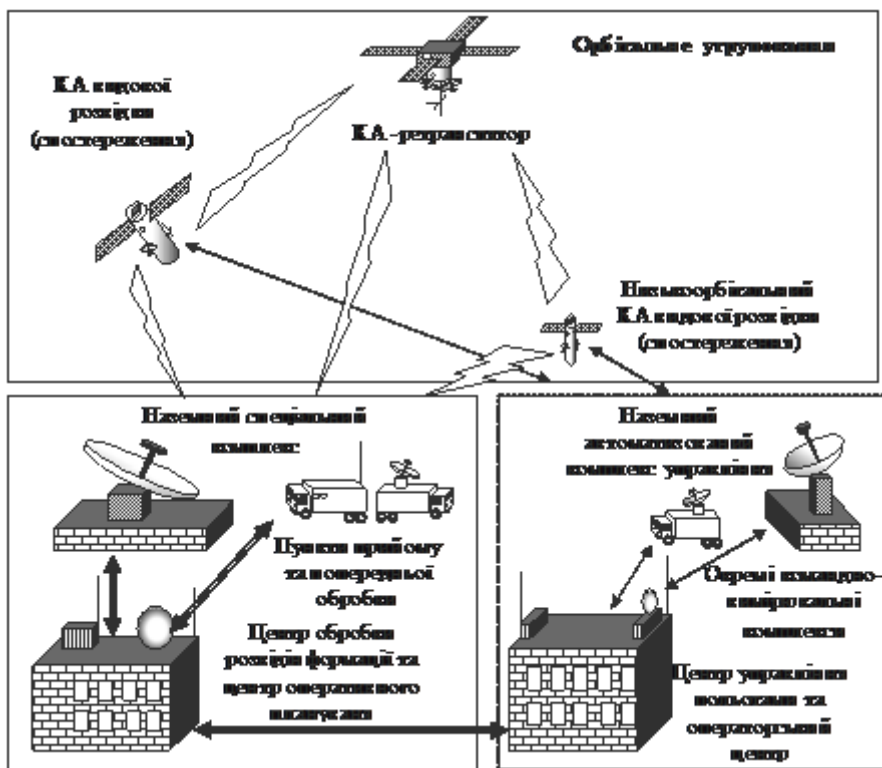 Орбітальне угруповання
КА видової
розвідки
(спостереження)
КА-ретранслятор
Низькоорбітальний
КА видової розвідки
(спостереження)
Наземний спеціальний
комплекс
Пункти прийому
та попередньої
обробки
Центр обробки
розвідінформації та
центр оперативного
планування
Наземний
автоматизований
комплекс управління
Окремі командно-
вимірювальні
комплекси
Центр управління
польотами та
операторський
центр